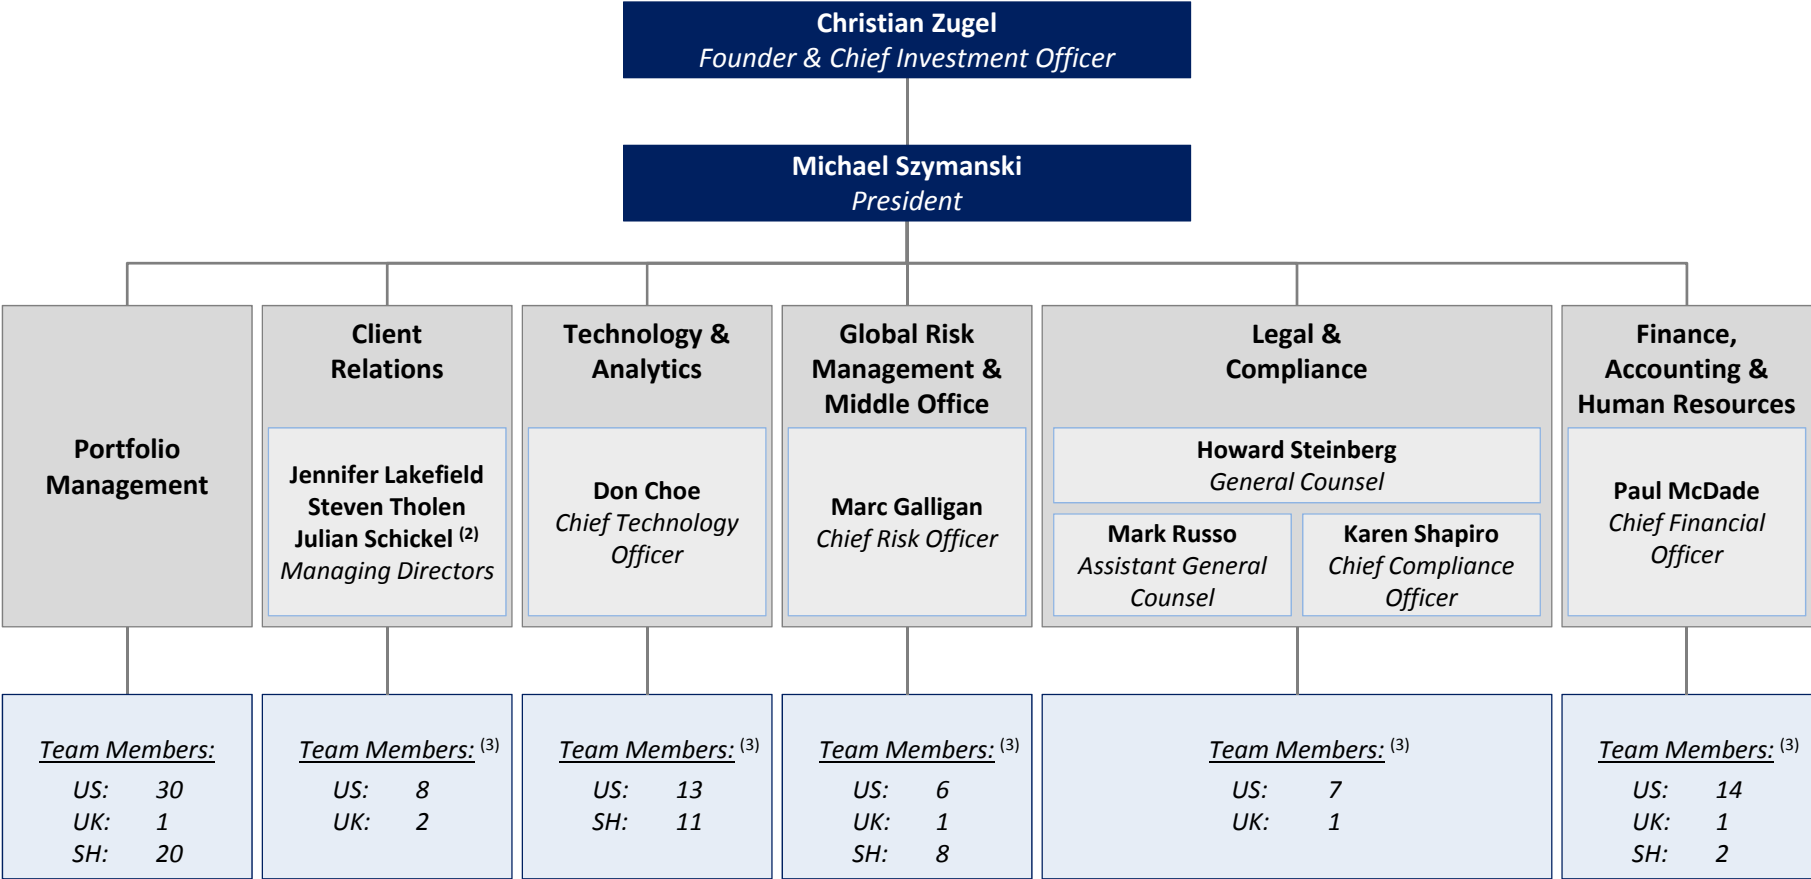 Christian Zugel
Founder & Chief Investment Officer
Michael Szymanski
President
Portfolio
Management
Client
Relations
Jennifer Lakefield
Steven Tholen
Julian Schickel (2)
Managing Directors
Technology &
Analytics
Don Choe
Chief Technology
Officer
Global Risk
Management &
Middle Office
Marc Galligan
Chief Risk Officer
Legal &
Compliance
Howard Steinberg
General Counsel
Mark Russo
Assistant General
Counsel
Karen Shapiro
Chief Compliance
Officer
Finance,
Accounting &
Human Resources
Paul McDade
Chief Financial
Officer
Team Members:
US: 30
UK: 1
SH: 20
Team Members: (3)
US: 8
UK: 2
Team Members: (3)
US: 13
SH: 11
Team Members: (3)
US: 6
UK: 1
SH: 8
Team Members: (3)
US: 7
UK: 1
Team Members: (3)
US: 14
UK: 1
SH: 2